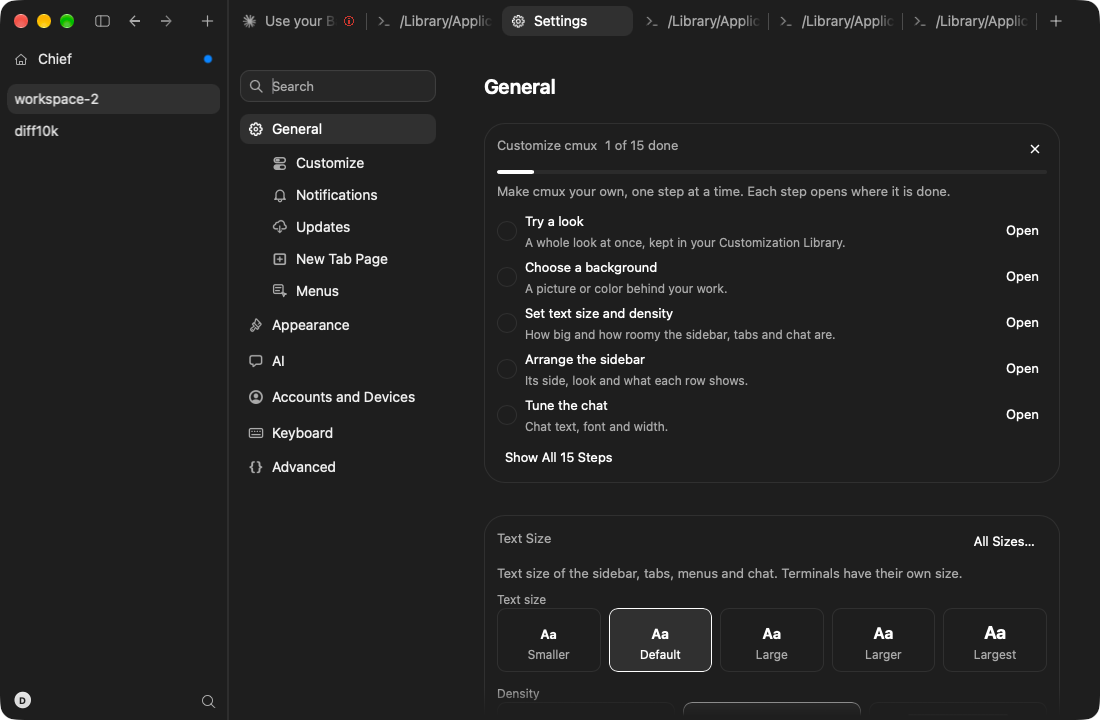 Use your B
/Library/Applic
Settings
/Library/Applic
/Library/Applic
/Library/Applic
Chief
workspace-2
diff10k
D
Search
General
Customize
Notifications
Updates
New Tab Page
Menus
Appearance
AI
Accounts and Devices
Keyboard
Advanced
General
Customize cmux 1 of 15 done
Make cmux your own, one step at a time. Each step opens where it is done.
Try a look
A whole look at once, kept in your Customization Library.
Open
Choose a background
A picture or color behind your work.
Open
Set text size and density
How big and how roomy the sidebar, tabs and chat are.
Open
Arrange the sidebar
Its side, look and what each row shows.
Open
Tune the chat
Chat text, font and width.
Open
Show All 15 Steps
Text Size
All Sizes...
Text size of the sidebar, tabs, menus and chat. Terminals have their own size.
Text size
Aa Aa Aa Aa Aa
Smaller Default Large Larger Largest
Density